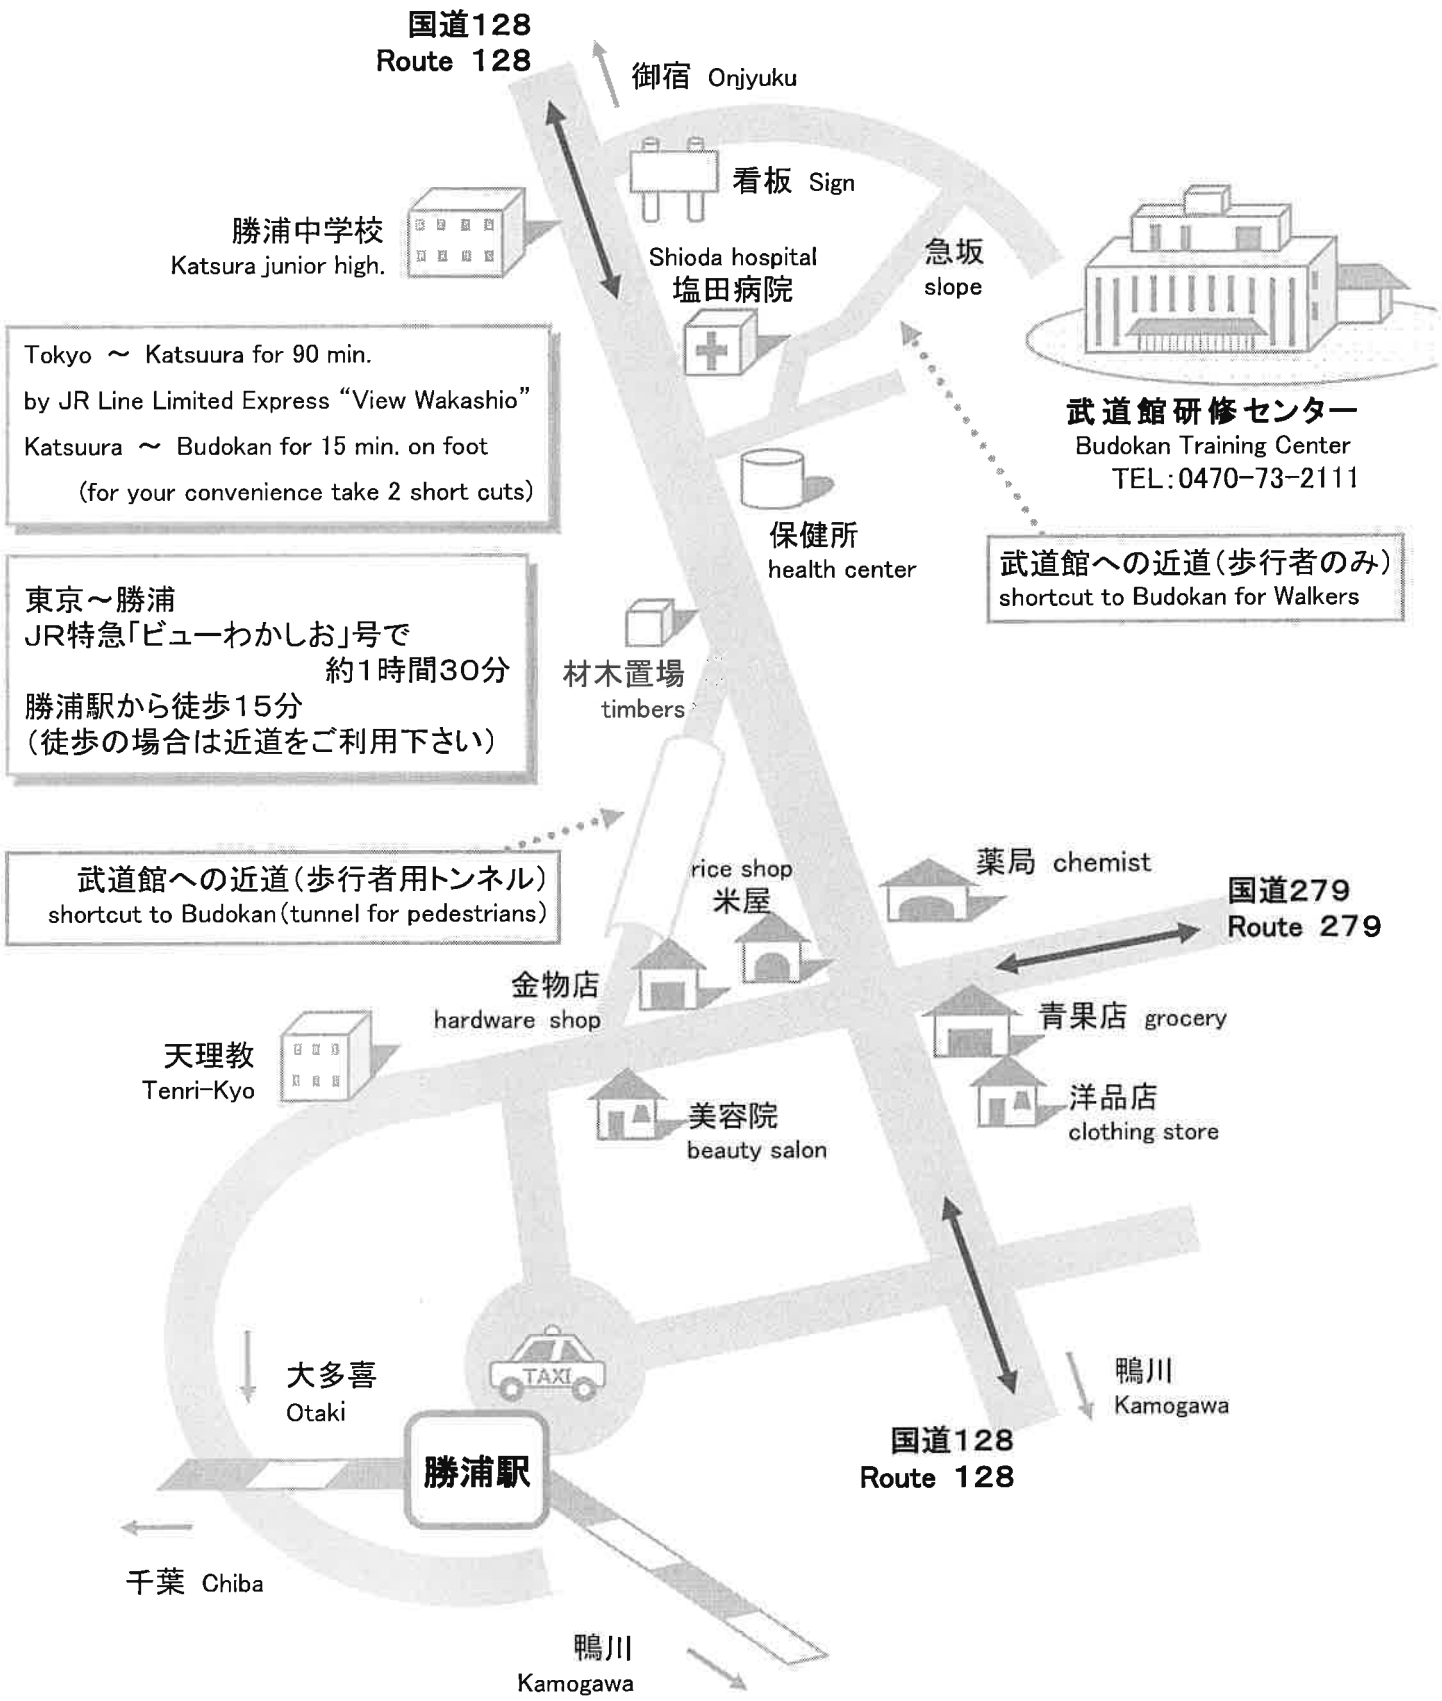 国道128
Route 128
御宿 Onjyuku
看板 Sign
勝浦中学校
Katsura junior high.
Shioda hospital
塩田病院
急坂
slope
Tokyo ～ Katsuura for 90 min.
by JR Line Limited Express “View Wakashio”
Katsuura ～ Budokan for 15 min. on foot
(for your convenience take 2 short cuts)
武道館研修センター
Budokan Training Center
TEL:0470-73-2111
保健所
health center
武道館への近道(歩行者のみ)
shortcut to Budokan for Walkers
東京～勝浦
JR特急「ビューわかしお」号で
約1時間30分
勝浦駅から徒歩15分
(徒歩の場合は近道をご利用下さい)
材木置場
timbers
武道館への近道(歩行者用トンネル)
shortcut to Budokan(tunnel for pedestrians)
rice shop
米屋
薬局 chemist
国道279
Route 279
金物店
hardware shop
青果店 grocery
天理教
Tenri-Kyo
美容院
beauty salon
洋品店
clothing store
TAXI
大多喜
Otaki
鴨川
Kamogawa
国道128
Route 128
勝浦駅
千葉 Chiba
鴨川
Kamogawa